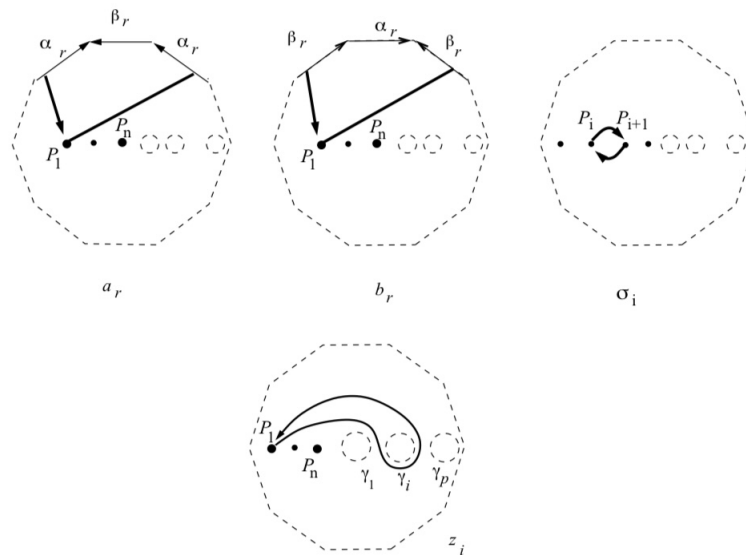 α_r β_r α_r
P_1 P_n
a_r
β_r α_r β_r
P_1 P_n
b_r
P_i P_{i+1}
σ_i
P_1
P_n γ_1 γ_i γ_p
z_i